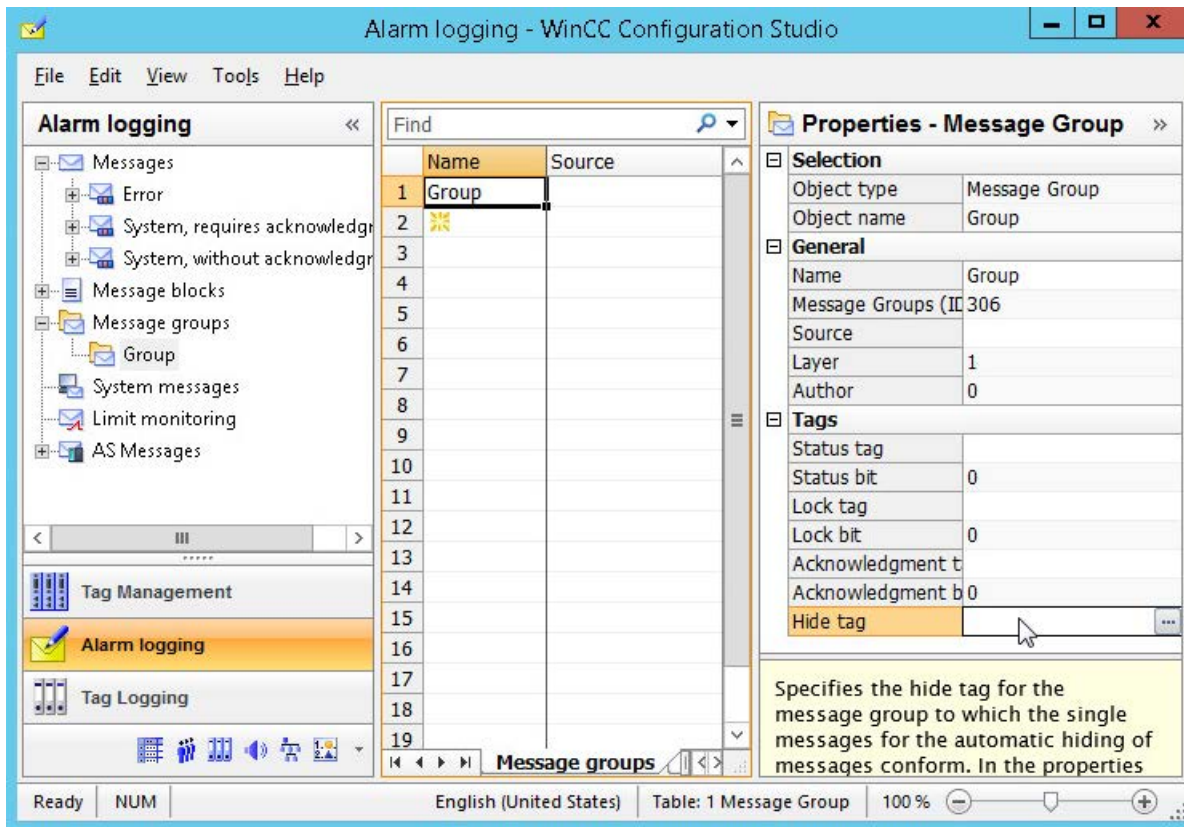 Alarm logging - WinCC Configuration Studio
File Edit View Tools Help
Alarm logging «
Messages
Error
System, requires acknowledgr
System, without acknowledgr
Message blocks
Message groups
Group
System messages
Limit monitoring
AS Messages
Tag Management
Alarm logging
Tag Logging
Find
Name Source
1 Group
2
3
4
5
6
7
8
9
10
11
12
13
14
15
16
17
18
19
Message groups
Properties - Message Group »
Selection
Object type Message Group
Object name Group
General
Name Group
Message Groups (ID 306
Source
Layer 1
Author 0
Tags
Status tag
Status bit 0
Lock tag
Lock bit 0
Acknowledgment t
Acknowledgment b 0
Hide tag ...
Specifies the hide tag for the
message group to which the single
messages for the automatic hiding of
messages conform. In the properties
Ready NUM English (United States) Table: 1 Message Group 100 %